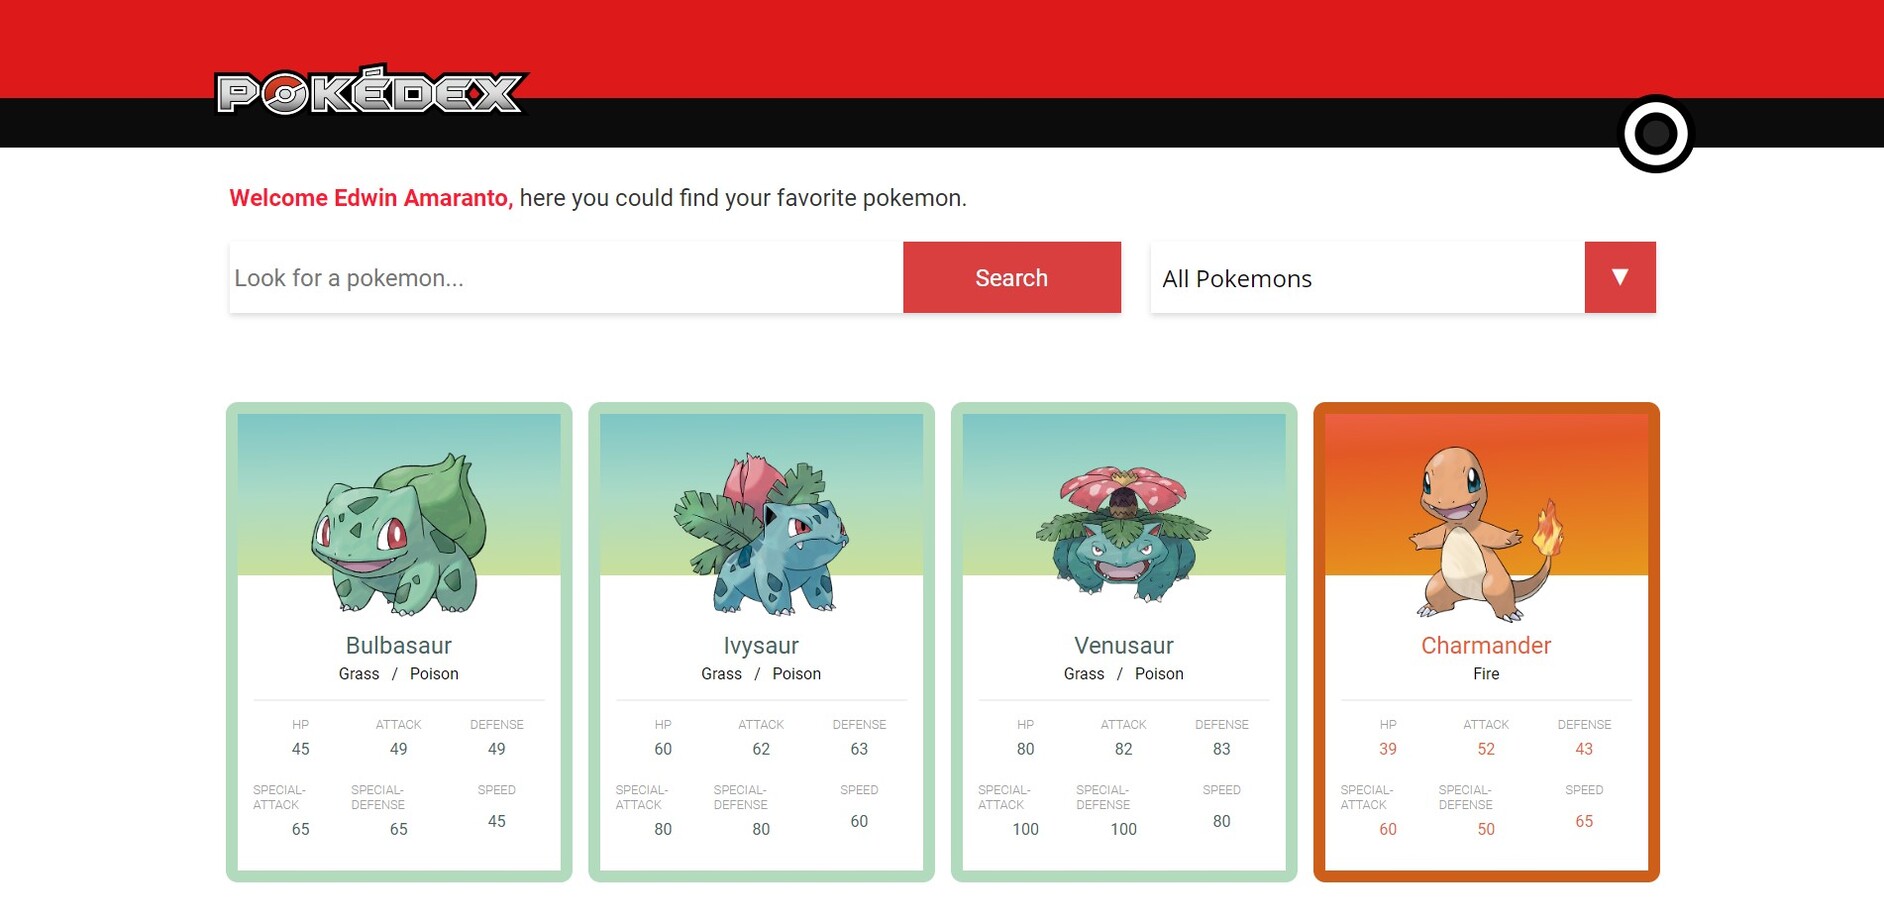 POKÉDEX
Welcome Edwin Amaranto, here you could find your favorite pokemon.
Look for a pokemon...
Search
All Pokemons
▼
Bulbasaur
Grass / Poison
HP ATTACK DEFENSE
45 49 49
SPECIAL-ATTACK SPECIAL-DEFENSE SPEED
65 65 45
Ivysaur
Grass / Poison
HP ATTACK DEFENSE
60 62 63
SPECIAL-ATTACK SPECIAL-DEFENSE SPEED
80 80 60
Venusaur
Grass / Poison
HP ATTACK DEFENSE
80 82 83
SPECIAL-ATTACK SPECIAL-DEFENSE SPEED
100 100 80
Charmander
Fire
HP ATTACK DEFENSE
39 52 43
SPECIAL-ATTACK SPECIAL-DEFENSE SPEED
60 50 65